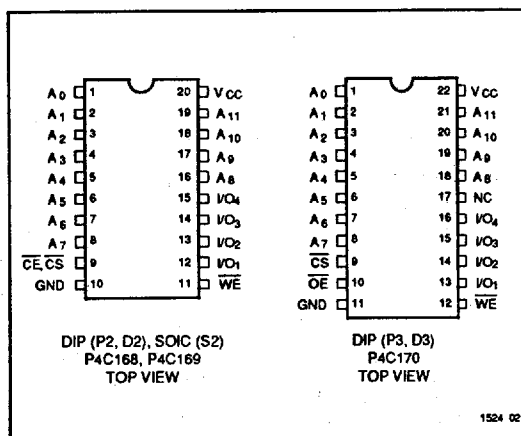 A0 1 20 VCC
A1 2 19 A11
A2 3 18 A10
A3 4 17 A9
A4 5 16 A8
A5 6 15 I/O4
A6 7 14 I/O3
A7 8 13 I/O2
CE, CS 9 12 I/O1
GND 10 11 WE
DIP (P2, D2), SOIC (S2)
P4C168, P4C169
TOP VIEW
A0 1 22 VCC
A1 2 21 A11
A2 3 20 A10
A3 4 19 A9
A4 5 18 A8
A5 6 17 NC
A6 7 16 I/O4
A7 8 15 I/O3
CS 9 14 I/O2
OE 10 13 I/O1
GND 11 12 WE
DIP (P3, D3)
P4C170
TOP VIEW
1524 02